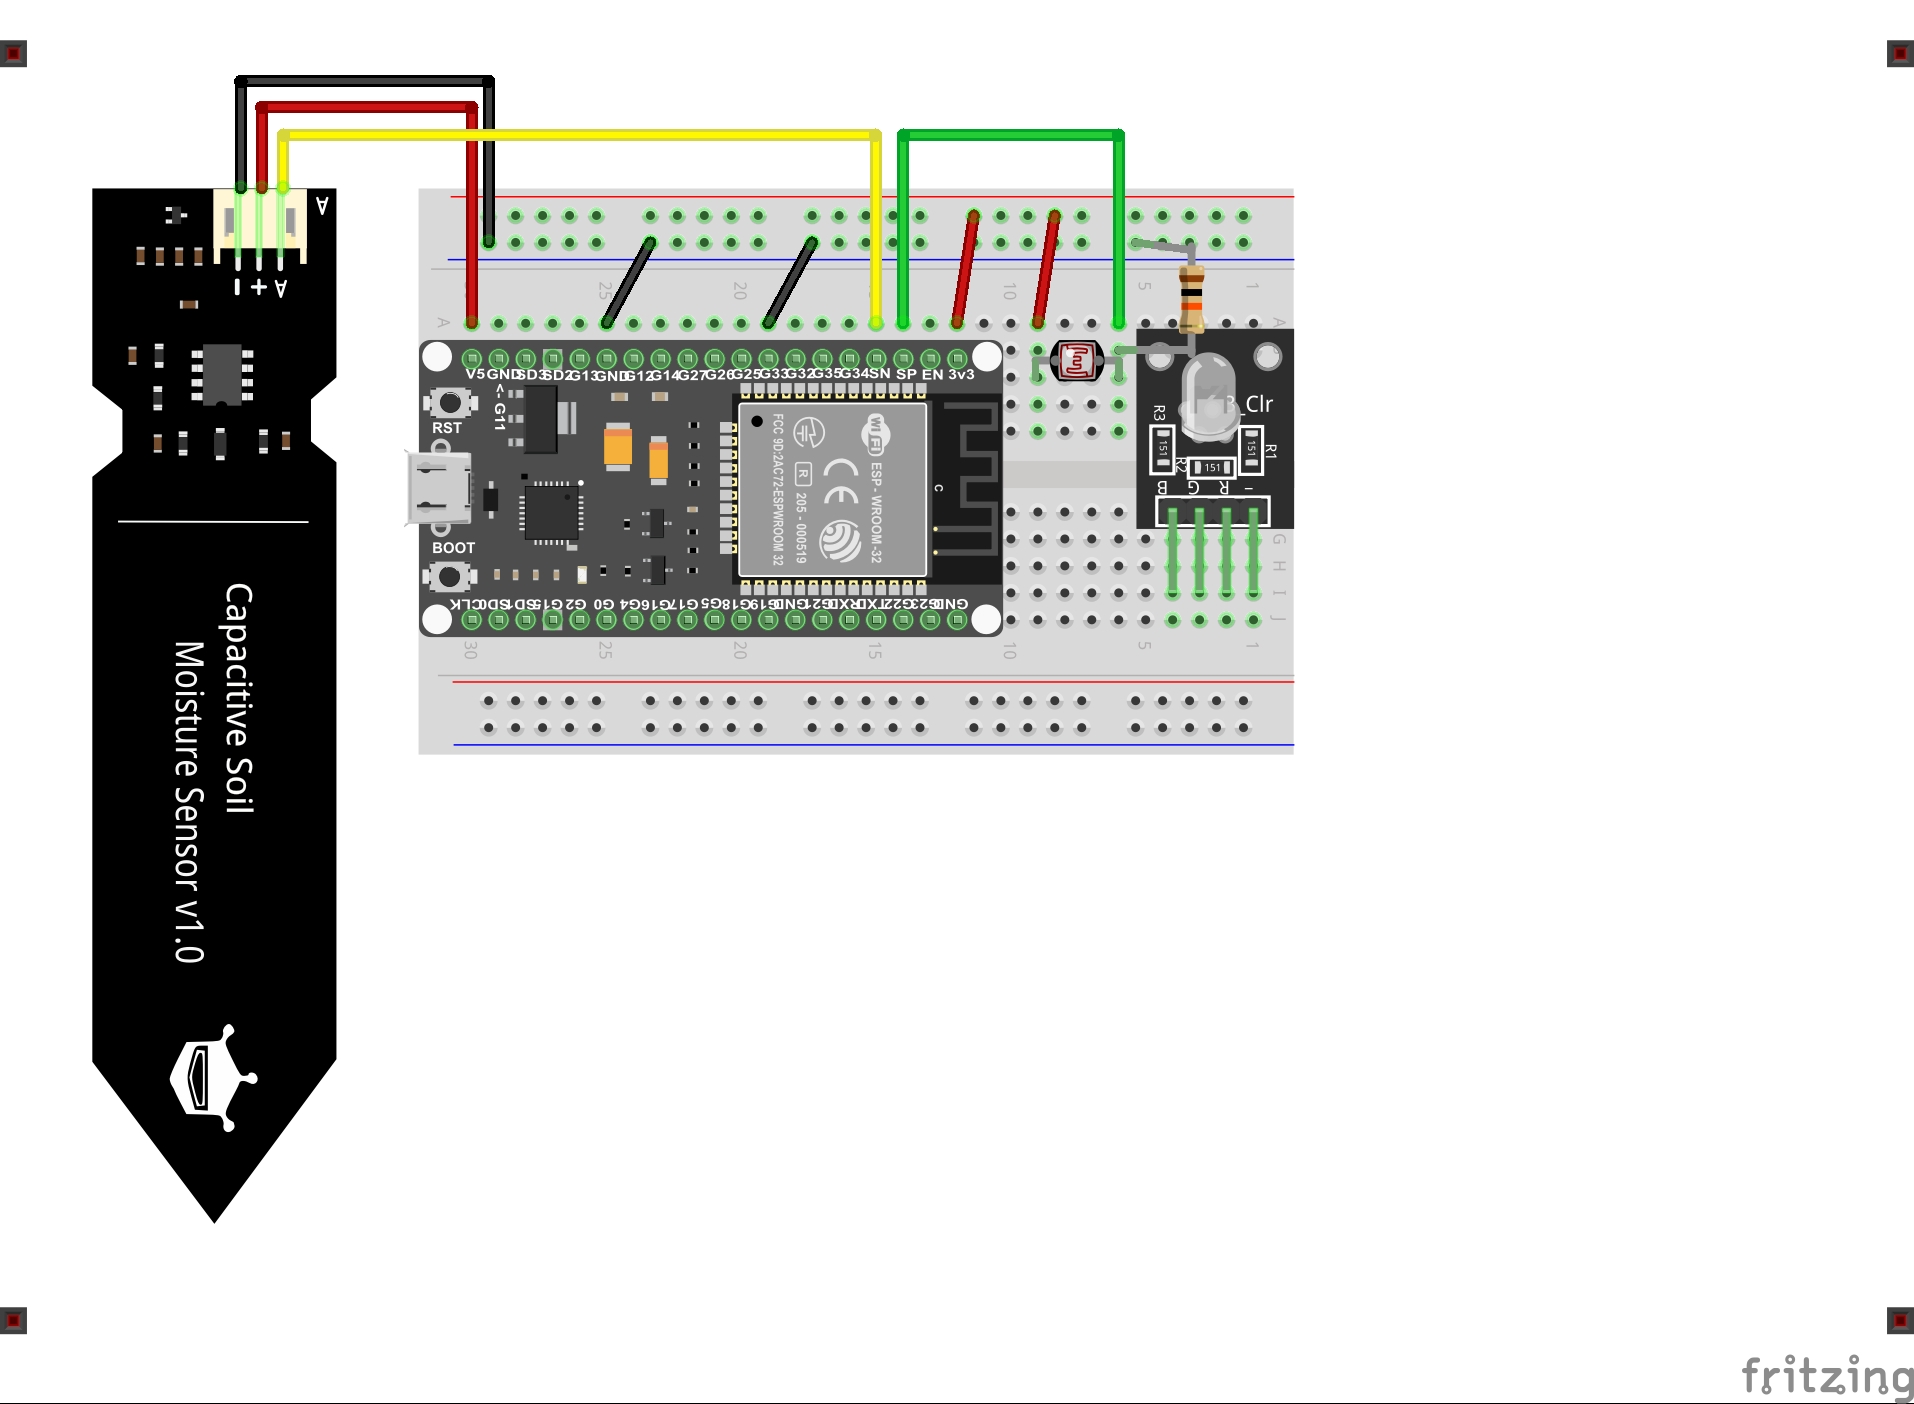 A
A
Capacitive Soil
Moisture Sensor v1.0
30 25 20 15 10 5 1
A A
V5 GND SD3 SD2 G13 GND G12 G14 G27 G26 G25 G33 G32 G35 G34 SN SP EN 3v3
<- G11
RST
BOOT
FCC 9D:2AC72-ESPWROOM 32
R 205 - 000519
CE
WiFi ESP - WROOM -32
c
CLK SD0 SD1 G15 G2 G0 G4 G16 G17 G5 G18 G19 GND G21 RXD TXD G22 G23 GND
_Clr
R3
R1
R2
151
151
151
B G R -
G
H
I
J
30 25 20 15 10 5 1
fritzing